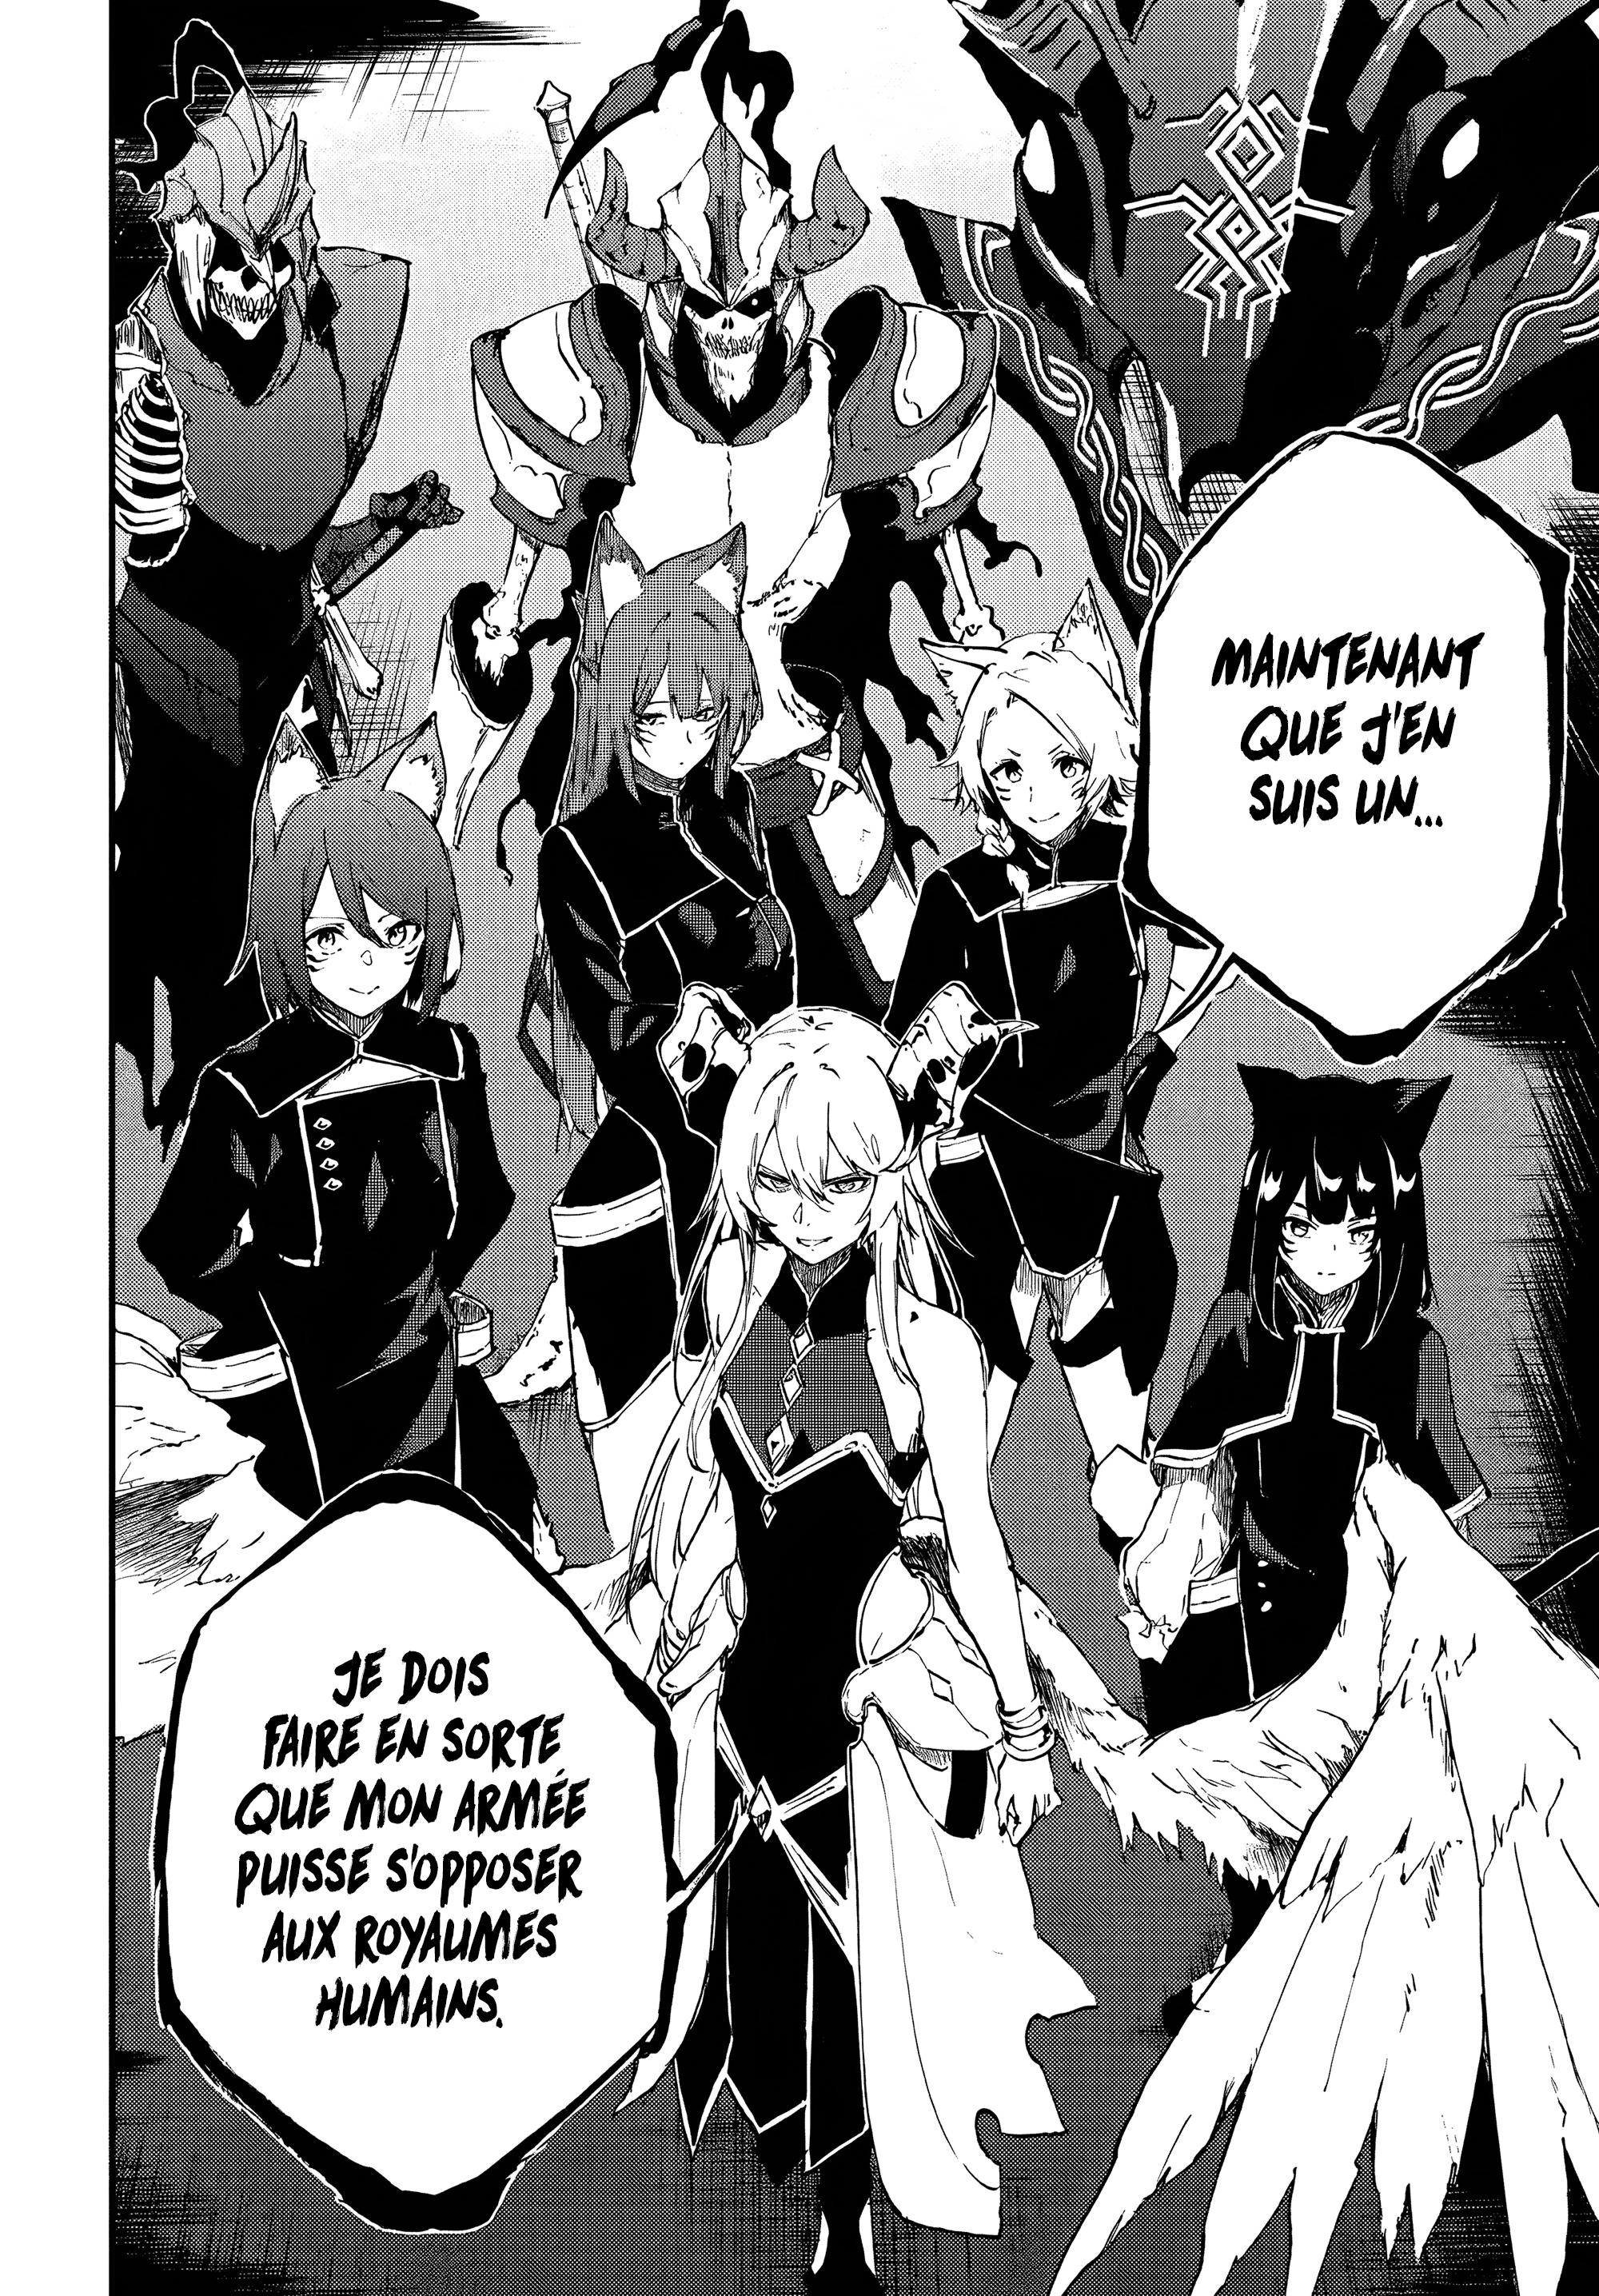 MAINTENANT
QUE J'EN
SUIS UN...
JE DOIS
FAIRE EN SORTE
QUE MON ARMÉE
PUISSE S'OPPOSER
AUX ROYAUMES
HUMAINS.